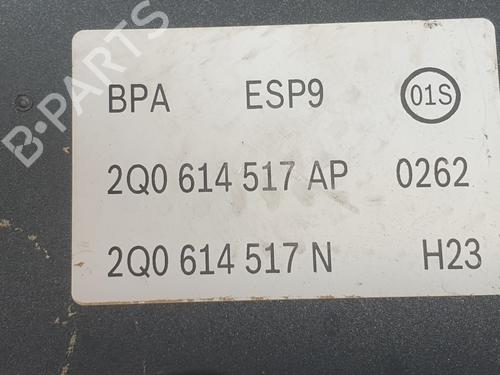 BPA ESP9 01S
2Q0 614 517 AP 0262
2Q0 614 517 N H23
B-PARTS